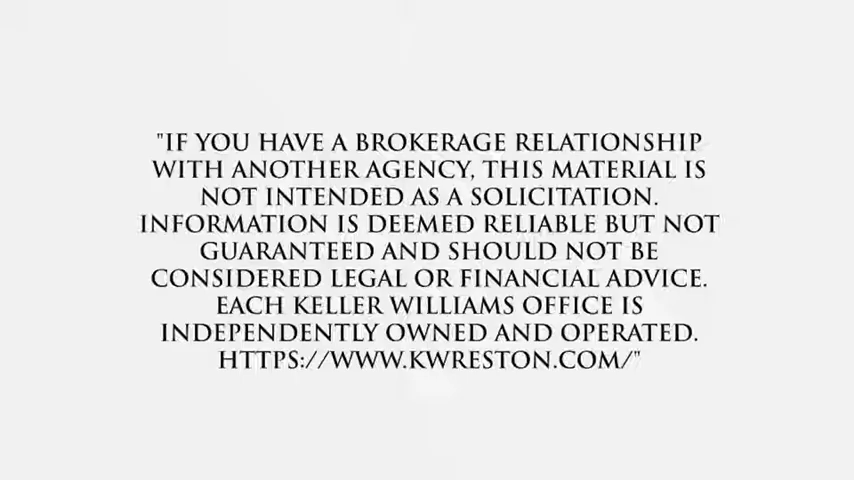 "IF YOU HAVE A BROKERAGE RELATIONSHIP
WITH ANOTHER AGENCY, THIS MATERIAL IS
NOT INTENDED AS A SOLICITATION.
INFORMATION IS DEEMED RELIABLE BUT NOT
GUARANTEED AND SHOULD NOT BE
CONSIDERED LEGAL OR FINANCIAL ADVICE.
EACH KELLER WILLIAMS OFFICE IS
INDEPENDENTLY OWNED AND OPERATED.
HTTPS://WWW.KWRESTON.COM/"